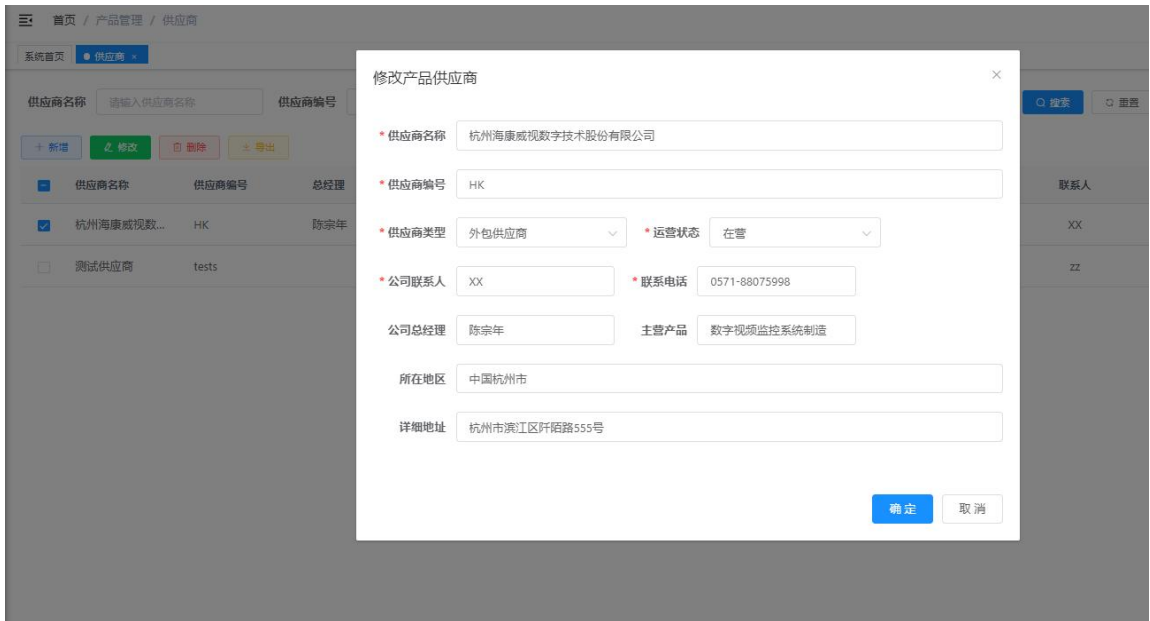 首页 / 产品管理 / 供应商
系统首页 供应商 ×
修改产品供应商
供应商名称 请输入供应商名称 供应商编号 搜索 重置
* 供应商名称 杭州海康威视数字技术股份有限公司
+ 新增 修改 删除 导出
供应商名称 供应商编号 总经理 联系人
* 供应商编号 HK
杭州海康威视数... HK 陈宗年 XX
* 供应商类型 外包供应商 * 运营状态 在营
测试供应商 tests zz
* 公司联系人 XX * 联系电话 0571-88075998
公司总经理 陈宗年 主营产品 数字视频监控系统制造
所在地区 中国杭州市
详细地址 杭州市滨江区阡陌路555号
确定 取消